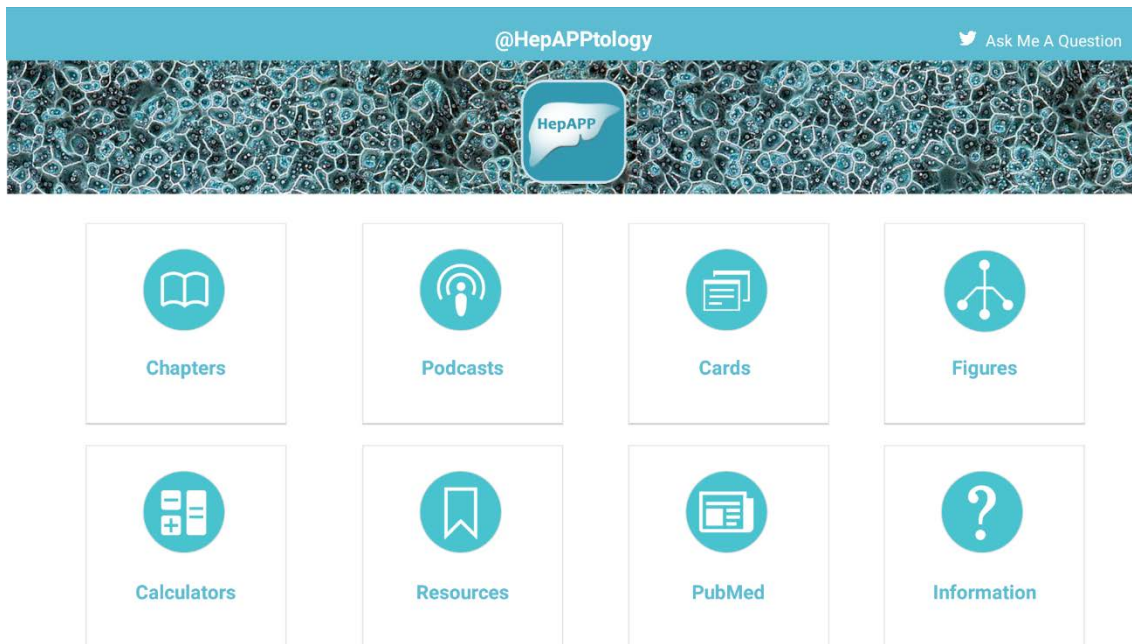 @HepAPPtology
Ask Me A Question
HepAPP
Chapters
Podcasts
Cards
Figures
Calculators
Resources
PubMed
Information